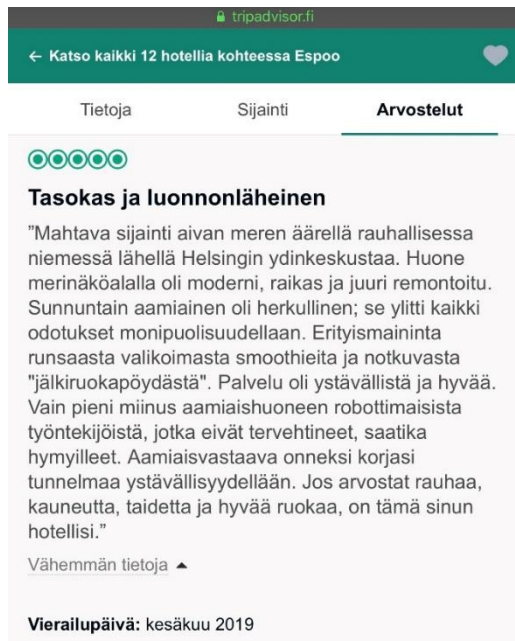 tripadvisor.fi
← Katso kaikki 12 hotellia kohteessa Espoo
Tietoja Sijainti Arvostelut
Tasokas ja luonnonläheinen
”Mahtava sijainti aivan meren äärellä rauhallisessa
niemessä lähellä Helsingin ydinkeskustaa. Huone
merinäköalalla oli moderni, raikas ja juuri remontoitu.
Sunnuntain aamiainen oli herkullinen; se ylitti kaikki
odotukset monipuolisuudellaan. Erityismaininta
runsaasta valikoimasta smoothieita ja notkuvasta
"jälkiruokapöydästä". Palvelu oli ystävällistä ja hyvää.
Vain pieni miinus aamiaishuoneen robottimaisista
työntekijöistä, jotka eivät tervehtineet, saatika
hymyilleet. Aamiaisvastaava onneksi korjasi
tunnelmaa ystävällisyydellään. Jos arvostat rauhaa,
kauneutta, taidetta ja hyvää ruokaa, on tämä sinun
hotellisi.”
Vähemmän tietoja ▲
Vierailupäivä: kesäkuu 2019